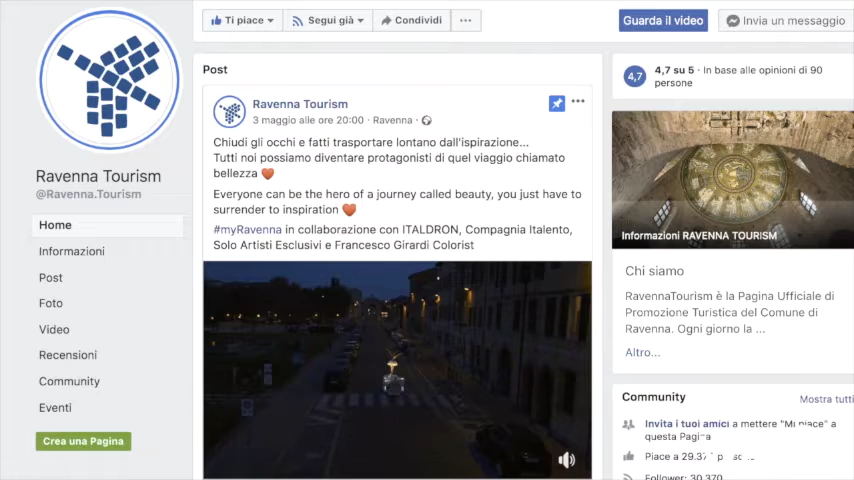 Ti piace
Segui già
Condividi
Guarda il video
Invia un messaggio
Ravenna Tourism
@Ravenna.Tourism
Home
Informazioni
Post
Foto
Video
Recensioni
Community
Eventi
Crea una Pagina
Post
Ravenna Tourism
3 maggio alle ore 20:00 · Ravenna ·
Chiudi gli occhi e fatti trasportare lontano dall'ispirazione...
Tutti noi possiamo diventare protagonisti di quel viaggio chiamato
bellezza
Everyone can be the hero of a journey called beauty, you just have to
surrender to inspiration
#myRavenna in collaborazione con ITALDRON, Compagnia Italento,
Solo Artisti Esclusivi e Francesco Girardi Colorist
4,7
4,7 su 5 · In base alle opinioni di 90
persone
Informazioni RAVENNA TOURISM
Chi siamo
RavennaTourism è la Pagina Ufficiale di
Promozione Turistica del Comune di
Ravenna. Ogni giorno la ...
Altro...
Community
Mostra tutti
Invita i tuoi amici a mettere "Mi piace" a
questa Pagina
Piace a
Follower: 30.370